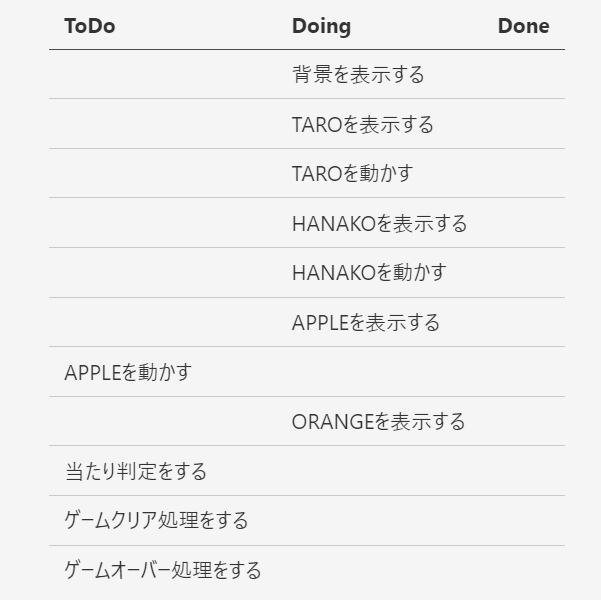 ToDo Doing Done
背景を表示する
TAROを表示する
TAROを動かす
HANAKOを表示する
HANAKOを動かす
APPLEを表示する
APPLEを動かす
ORANGEを表示する
当たり判定をする
ゲームクリア処理をする
ゲームオーバー処理をする